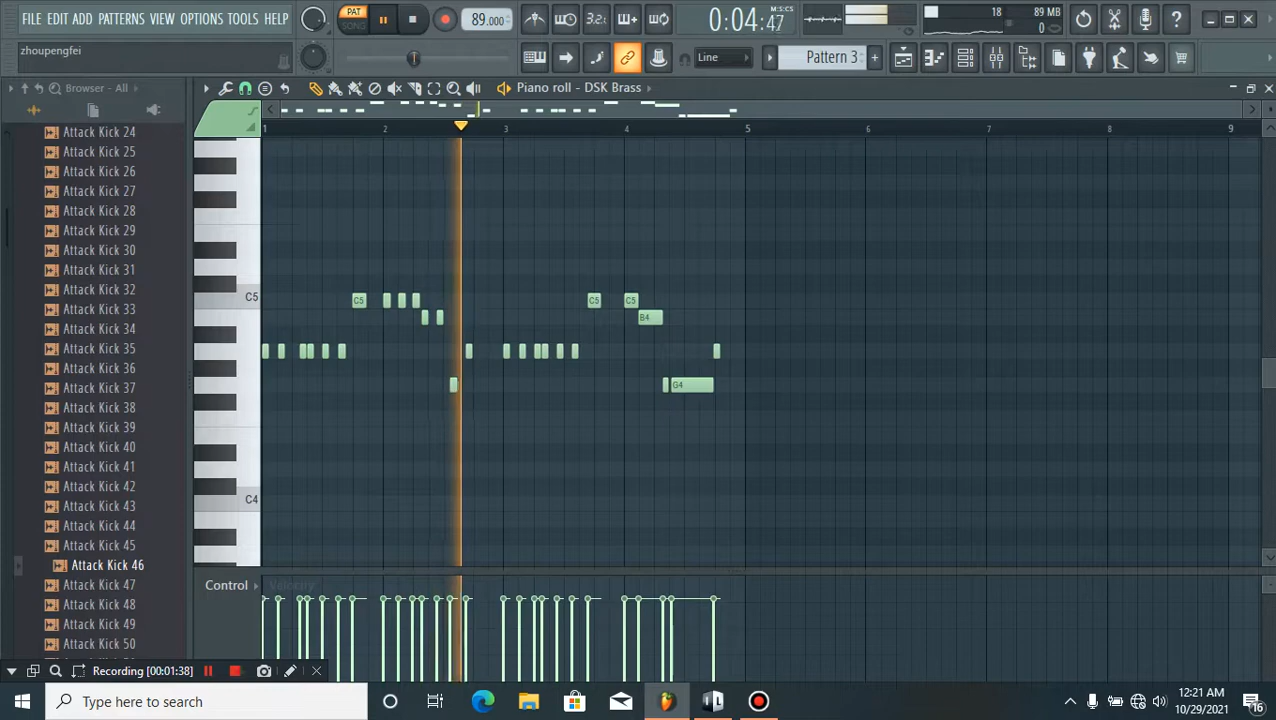 FILE EDIT ADD PATTERNS VIEW OPTIONS TOOLS HELP
zhoupengfei
PAT
SONG
89.000
3.2.
0:04:47
M:S:CS
18
89 MB
0
Line
Pattern 3
Browser - All
Piano roll - DSK Brass
1 2 3 4 5 6 7 8 9
Attack Kick 24
Attack Kick 25
Attack Kick 26
Attack Kick 27
Attack Kick 28
Attack Kick 29
Attack Kick 30
Attack Kick 31
Attack Kick 32
Attack Kick 33
Attack Kick 34
Attack Kick 35
Attack Kick 36
Attack Kick 37
Attack Kick 38
Attack Kick 39
Attack Kick 40
Attack Kick 41
Attack Kick 42
Attack Kick 43
Attack Kick 44
Attack Kick 45
Attack Kick 46
Attack Kick 47
Attack Kick 48
Attack Kick 49
Attack Kick 50
C5
C4
C5
C5
C5
B4
G4
Control
Velocity
Recording [00:01:38]
Type here to search
12:21 AM
10/29/2021
16